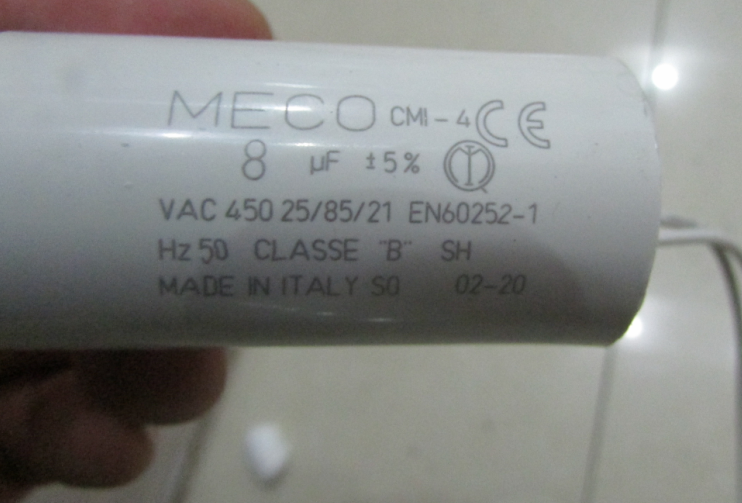 MECO CMI-4 CE
8 µF ±5%
VAC 450 25/85/21 EN60252-1
Hz 50 CLASSE "B" SH
MADE IN ITALY S0 02-20